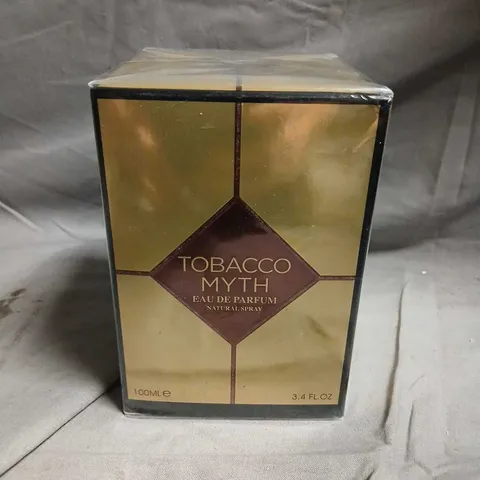 TOBACCO
MYTH
EAU DE PARFUM
NATURAL SPRAY
100ML℮ 3.4 FL.OZ